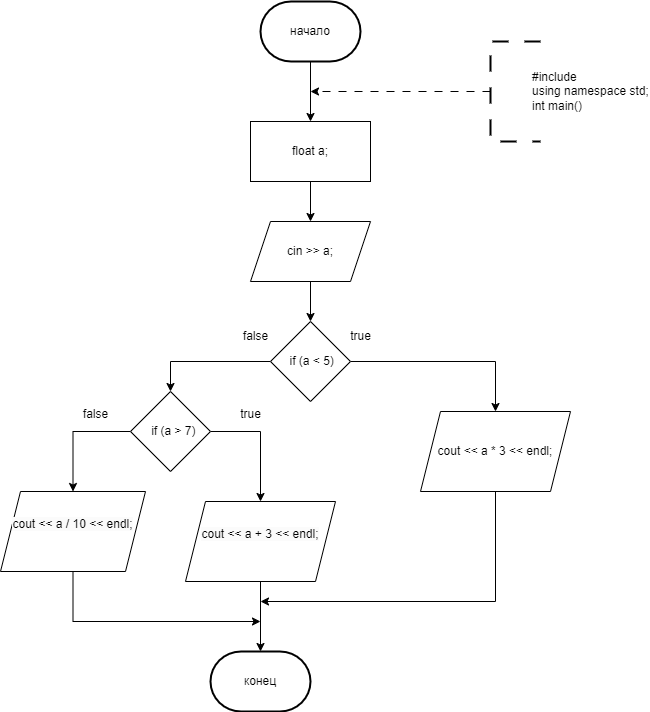 начало
#include
using namespace std;
int main()
float a;
cin >> a;
false
true
if (a < 5)
false
true
if (a > 7)
cout << a * 3 << endl;
cout << a / 10 << endl;
cout << a + 3 << endl;
конец